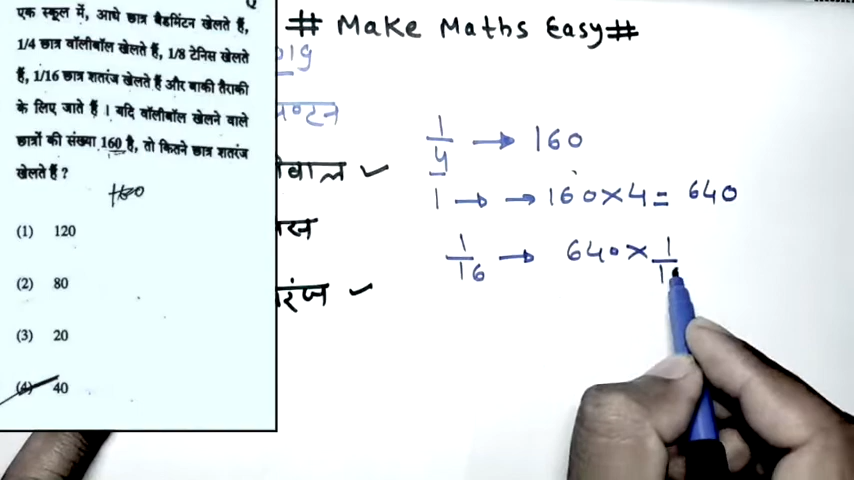 एक स्कूल में, आधे छात्र बैडमिंटन खेलते हैं,
1/4 छात्र वॉलीबॉल खेलते हैं, 1/8 टेनिस खेलते
हैं, 1/16 छात्र शतरंज खेलते हैं और बाकी तैराकी
के लिए जाते हैं । यदि वॉलीबॉल खेलने वाले
छात्रों की संख्या 160 है, तो कितने छात्र शतरंज
खेलते हैं ?
(1) 120
(2) 80
(3) 20
(4) 40
# Make Maths Easy #
1/4 → 160
1 → → 160×4 = 640
1/16 → 640×1/16